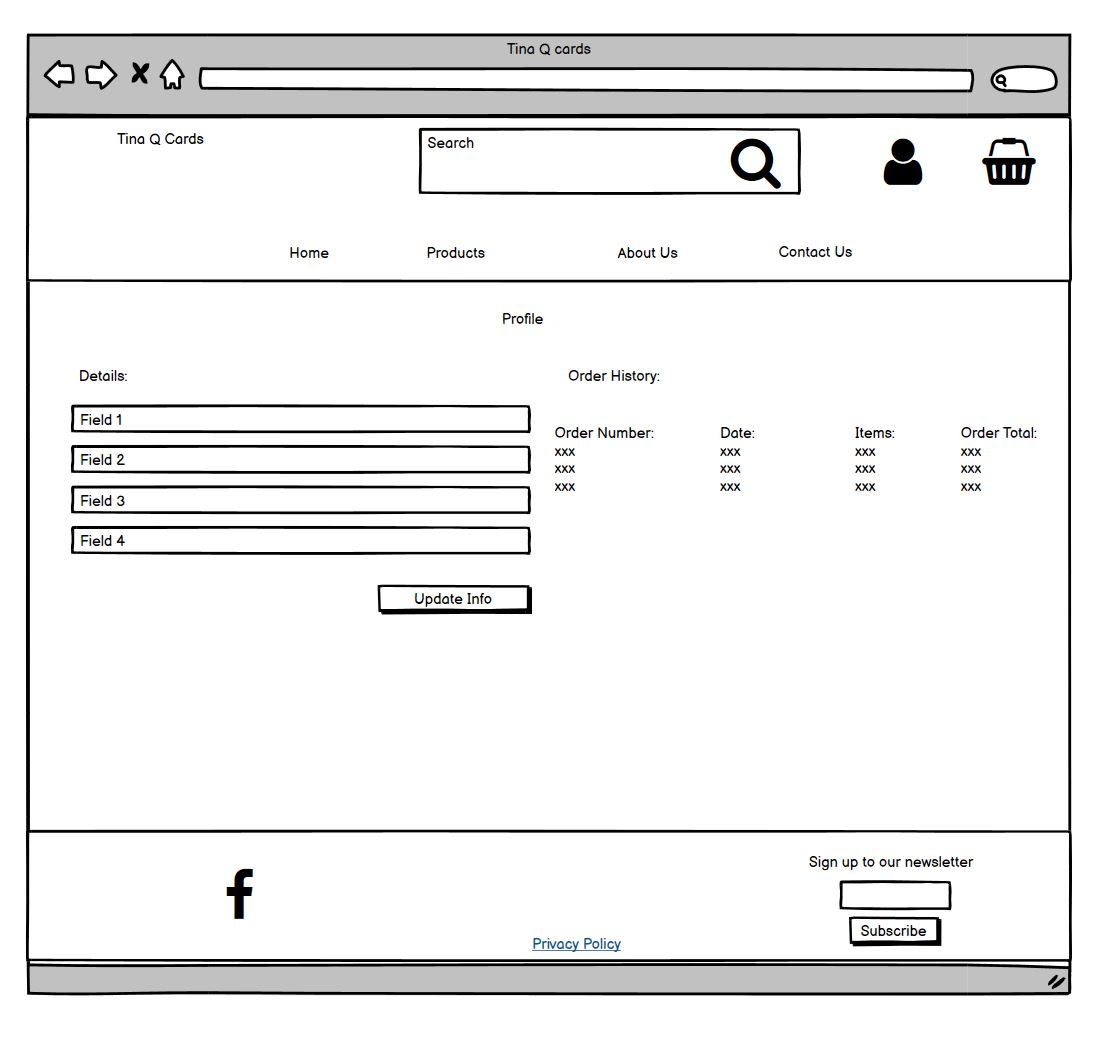 Tina Q cards
Tina Q Cards
Search
Home Products About Us Contact Us
Profile
Details:
Field 1
Field 2
Field 3
Field 4
Update Info
Order History:
Order Number: Date: Items: Order Total:
xxx xxx xxx xxx
xxx xxx xxx xxx
xxx xxx xxx xxx
Sign up to our newsletter
Subscribe
Privacy Policy